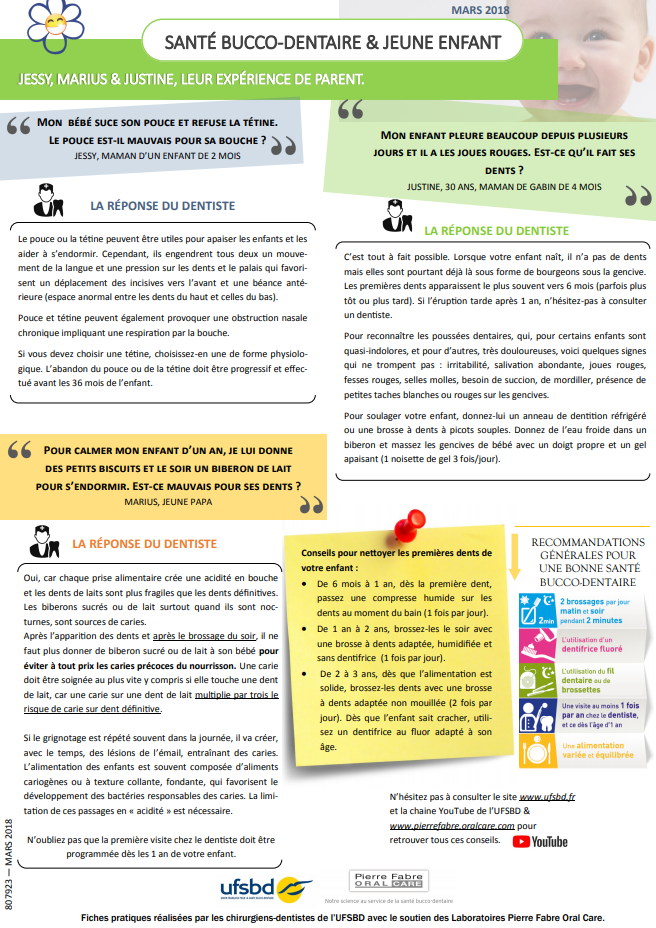 MARS 2018
SANTÉ BUCCO-DENTAIRE & JEUNE ENFANT
JESSY, MARIUS & JUSTINE, LEUR EXPÉRIENCE DE PARENT.
“ MON BÉBÉ SUCE SON POUCE ET REFUSE LA TÉTINE.
LE POUCE EST-IL MAUVAIS POUR SA BOUCHE ? ”
JESSY, MAMAN D’UN ENFANT DE 2 MOIS
LA RÉPONSE DU DENTISTE
Le pouce ou la tétine peuvent être utiles pour apaiser les enfants et les
aider à s’endormir. Cependant, ils engendrent tous deux un mouve-
ment de la langue et une pression sur les dents et le palais qui favori-
sent un déplacement des incisives vers l’avant et une béance anté-
rieure (espace anormal entre les dents du haut et celles du bas).
Pouce et tétine peuvent également provoquer une obstruction nasale
chronique impliquant une respiration par la bouche.
Si vous devez choisir une tétine, choisissez-en une de forme physiolo-
gique. L’abandon du pouce ou de la tétine doit être progressif et effec-
tué avant les 36 mois de l’enfant.
“
MON ENFANT PLEURE BEAUCOUP DEPUIS PLUSIEURS
JOURS ET IL A LES JOUES ROUGES. EST-CE QU’IL FAIT SES
DENTS ?
JUSTINE, 30 ANS, MAMAN DE GABIN DE 4 MOIS
”
LA RÉPONSE DU DENTISTE
C’est tout à fait possible. Lorsque votre enfant naît, il n’a pas de dents
mais elles sont pourtant déjà là sous forme de bourgeons sous la gencive.
Les premières dents apparaissent le plus souvent vers 6 mois (parfois plus
tôt ou plus tard). Si l’éruption tarde après 1 an, n’hésitez-pas à consulter
un dentiste.
Pour reconnaître les poussées dentaires, qui, pour certains enfants sont
quasi-indolores, et pour d’autres, très douloureuses, voici quelques signes
qui ne trompent pas : irritabilité, salivation abondante, joues rouges,
fesses rouges, selles molles, besoin de succion, de mordiller, présence de
petites taches blanches ou rouges sur les gencives.
Pour soulager votre enfant, donnez-lui un anneau de dentition réfrigéré
ou une brosse à dents à picots souples. Donnez de l’eau froide dans un
biberon et massez les gencives de bébé avec un doigt propre et un gel
apaisant (1 noisette de gel 3 fois/jour).
“ POUR CALMER MON ENFANT D’UN AN, JE LUI DONNE
DES PETITS BISCUITS ET LE SOIR UN BIBERON DE LAIT
POUR S’ENDORMIR. EST-CE MAUVAIS POUR SES DENTS ?
MARIUS, JEUNE PAPA ”
LA RÉPONSE DU DENTISTE
Oui, car chaque prise alimentaire crée une acidité en bouche
et les dents de laits sont plus fragiles que les dents définitives.
Les biberons sucrés ou de lait surtout quand ils sont noc-
turnes, sont sources de caries.
Après l’apparition des dents et après le brossage du soir, il ne
faut plus donner de biberon sucré ou de lait à son bébé pour
éviter à tout prix les caries précoces du nourrisson. Une carie
doit être soignée au plus vite y compris si elle touche une dent
de lait, car une carie sur une dent de lait multiplie par trois le
risque de carie sur dent définitive.
Si le grignotage est répété souvent dans la journée, il va créer,
avec le temps, des lésions de l’émail, entraînant des caries.
L’alimentation des enfants est souvent composée d’aliments
cariogènes ou à texture collante, fondante, qui favorisent le
développement des bactéries responsables des caries. La limi-
tation de ces passages en « acidité » est nécessaire.
N’oubliez pas que la première visite chez le dentiste doit être
programmée dès les 1 an de votre enfant.
Conseils pour nettoyer les premières dents de
votre enfant :
• De 6 mois à 1 an, dès la première dent,
passez une compresse humide sur les
dents au moment du bain (1 fois par jour).
• De 1 an à 2 ans, brossez-les le soir avec
une brosse à dents adaptée, humidifiée et
sans dentifrice (1 fois par jour).
• De 2 à 3 ans, dès que l’alimentation est
solide, brossez-les dents avec une brosse
à dents adaptée non mouillée (2 fois par
jour). Dès que l’enfant sait cracher, utili-
sez un dentifrice au fluor adapté à son
âge.
RECOMMANDATIONS
GÉNÉRALES POUR
UNE BONNE SANTÉ
BUCCO-DENTAIRE
2min
2 brossages par jour
matin et soir
pendant 2 minutes
L’utilisation d’un
dentifrice fluoré
L’utilisation du fil
dentaire ou de
brossettes
Une visite au moins 1 fois
par an chez le dentiste,
et ce dès l’âge d’1 an
Une alimentation
variée et équilibrée
N’hésitez pas à consulter le site www.ufsbd.fr
et la chaine YouTube de l’UFSBD &
www.pierrefabre.oralcare.com pour
retrouver tous ces conseils. YouTube
807923 — MARS 2018
ufsbd
Pierre Fabre
ORAL CARE
Notre science au service de la santé bucco-dentaire
Fiches pratiques réalisées par les chirurgiens-dentistes de l’UFSBD avec le soutien des Laboratoires Pierre Fabre Oral Care.